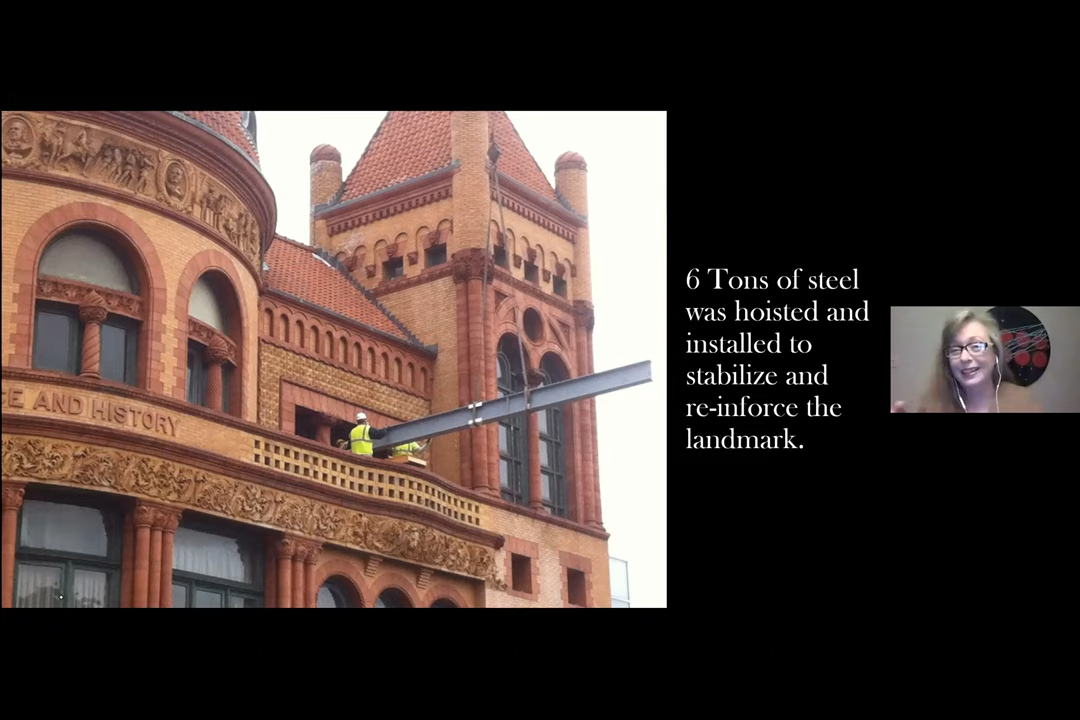 CE AND HISTORY
6 Tons of steel
was hoisted and
installed to
stabilize and
re-inforce the
landmark.